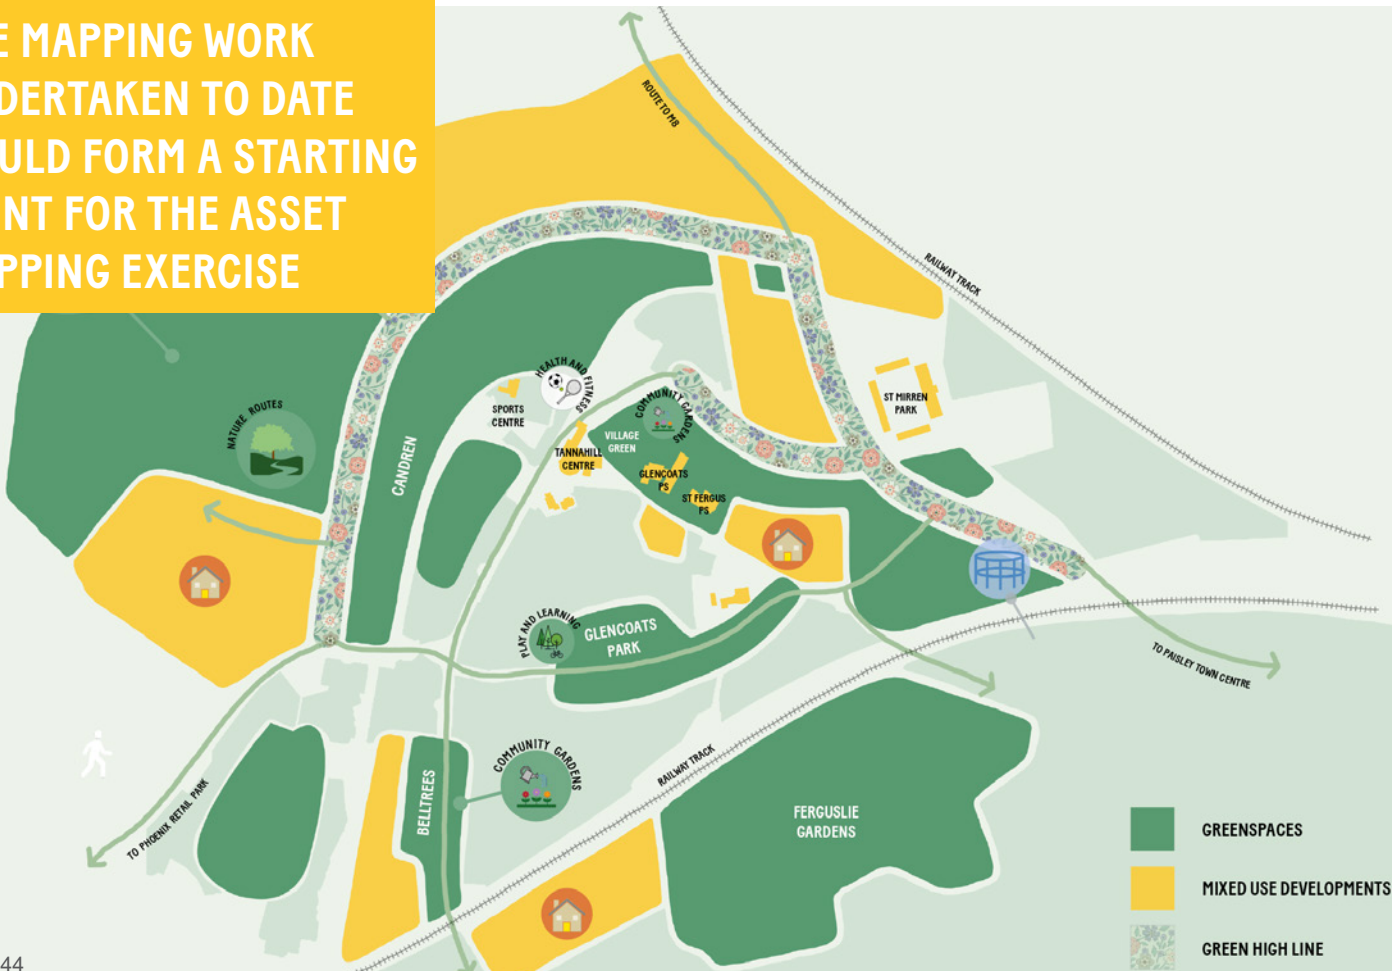 E MAPPING WORK
DERTAKEN TO DATE
ULD FORM A STARTING
NT FOR THE ASSET
PPING EXERCISE
ROUTE TO M8
RAILWAY TRACK
HEALTH AND FITNESS
ST MIRREN
PARK
NATURE ROUTES
SPORTS
CENTRE
COMMUNITY GARDENS
VILLAGE
GREEN
CANDREN
TANNAHILL
CENTRE
GLENCOATS
PS
ST FERGUS
PS
PLAY AND LEARNING
GLENCOATS
PARK
TO PAISLEY TOWN CENTRE
COMMUNITY GARDENS
RAILWAY TRACK
BELLTREES
TO PHOENIX RETAIL PARK
FERGUSLIE
GARDENS
GREENSPACES
MIXED USE DEVELOPMENTS
GREEN HIGH LINE
44